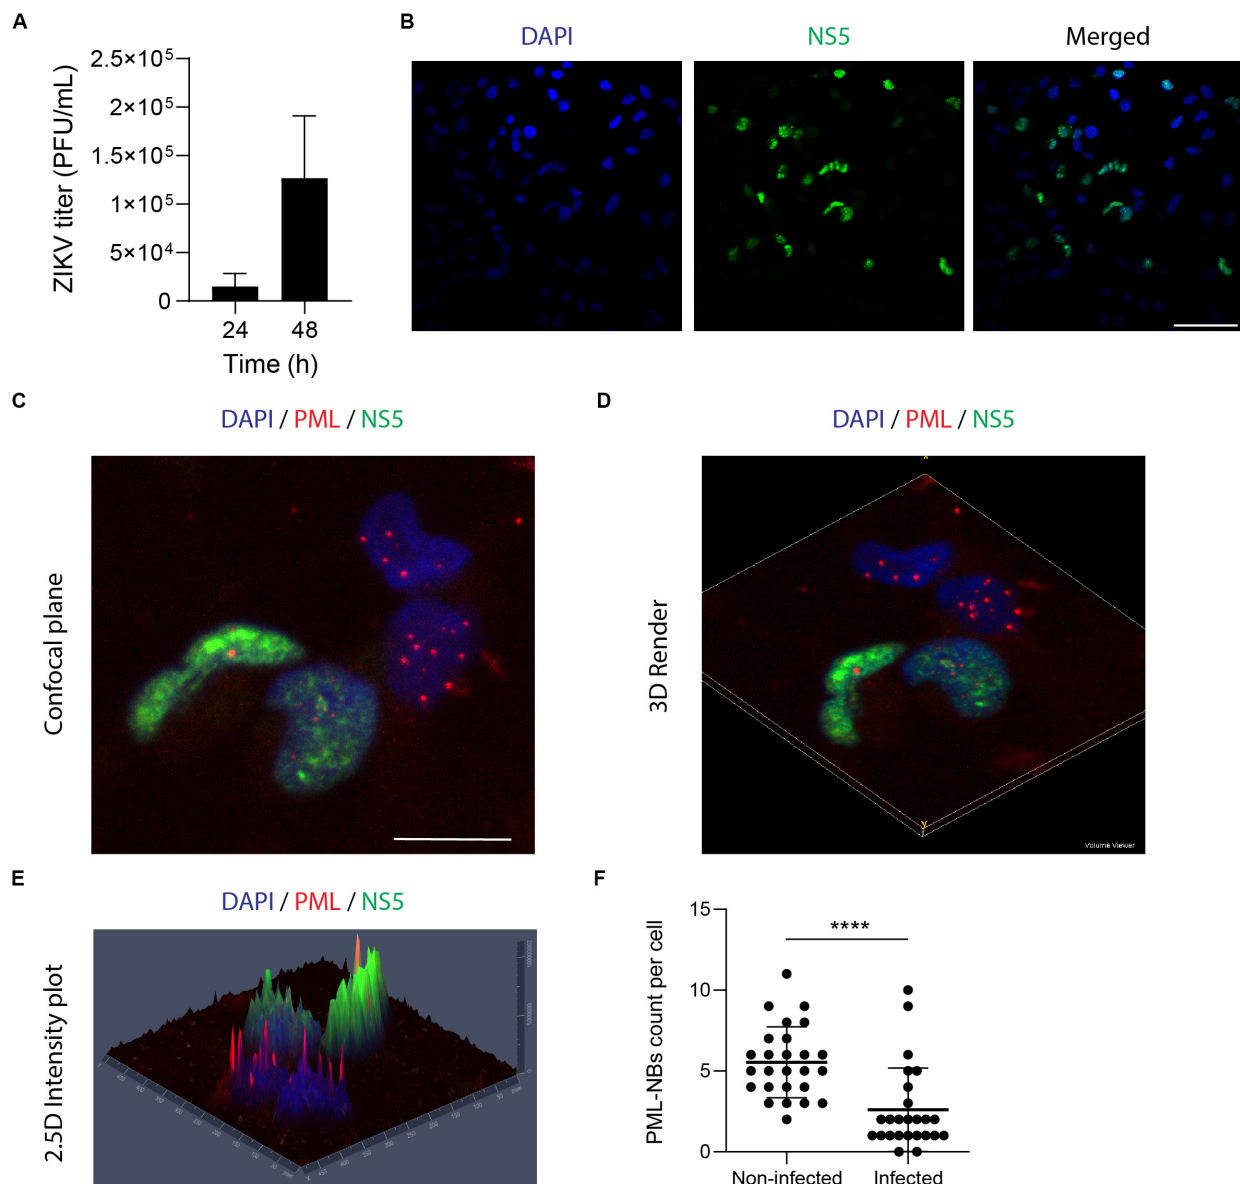 A
2.5×10⁵
2×10⁵
1.5×10⁵
1×10⁵
5×10⁴
0
ZIKV titer (PFU/mL)
24
48
Time (h)
B
DAPI
NS5
Merged
C
DAPI / PML / NS5
Confocal plane
D
DAPI / PML / NS5
3D Render
Y
Volume Viewer
E
DAPI / PML / NS5
2.5D Intensity plot
F
15
10
5
0
PML-NBs count per cell
****
Non-infected
Infected